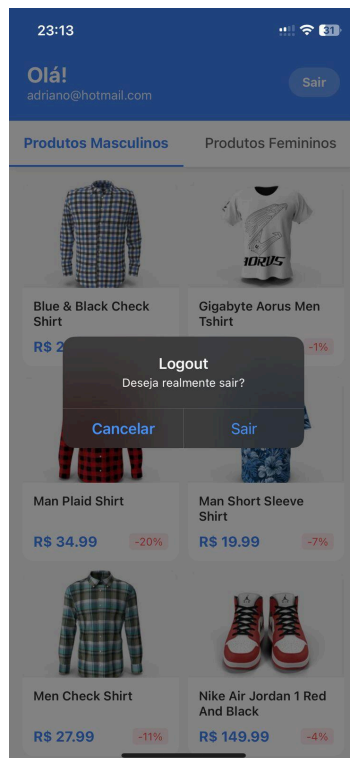 23:13
31
Olá!
adriano@hotmail.com
Sair
Produtos Masculinos
Produtos Femininos
AORUS
Blue & Black Check
Shirt
Gigabyte Aorus Men
Tshirt
R$ 2
-1%
Logout
Deseja realmente sair?
Cancelar
Sair
Man Plaid Shirt
Man Short Sleeve
Shirt
R$ 34.99
-20%
R$ 19.99
-7%
Men Check Shirt
Nike Air Jordan 1 Red
And Black
R$ 27.99
-11%
R$ 149.99
-4%